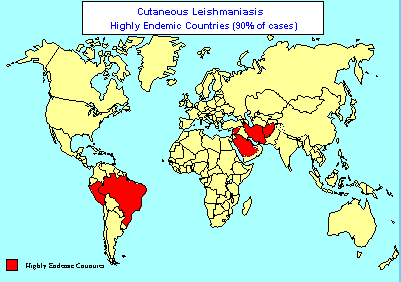 Cutaneous Leishmaniasis
Highly Endemic Countries (90% of cases)
Highly Endemic Countries